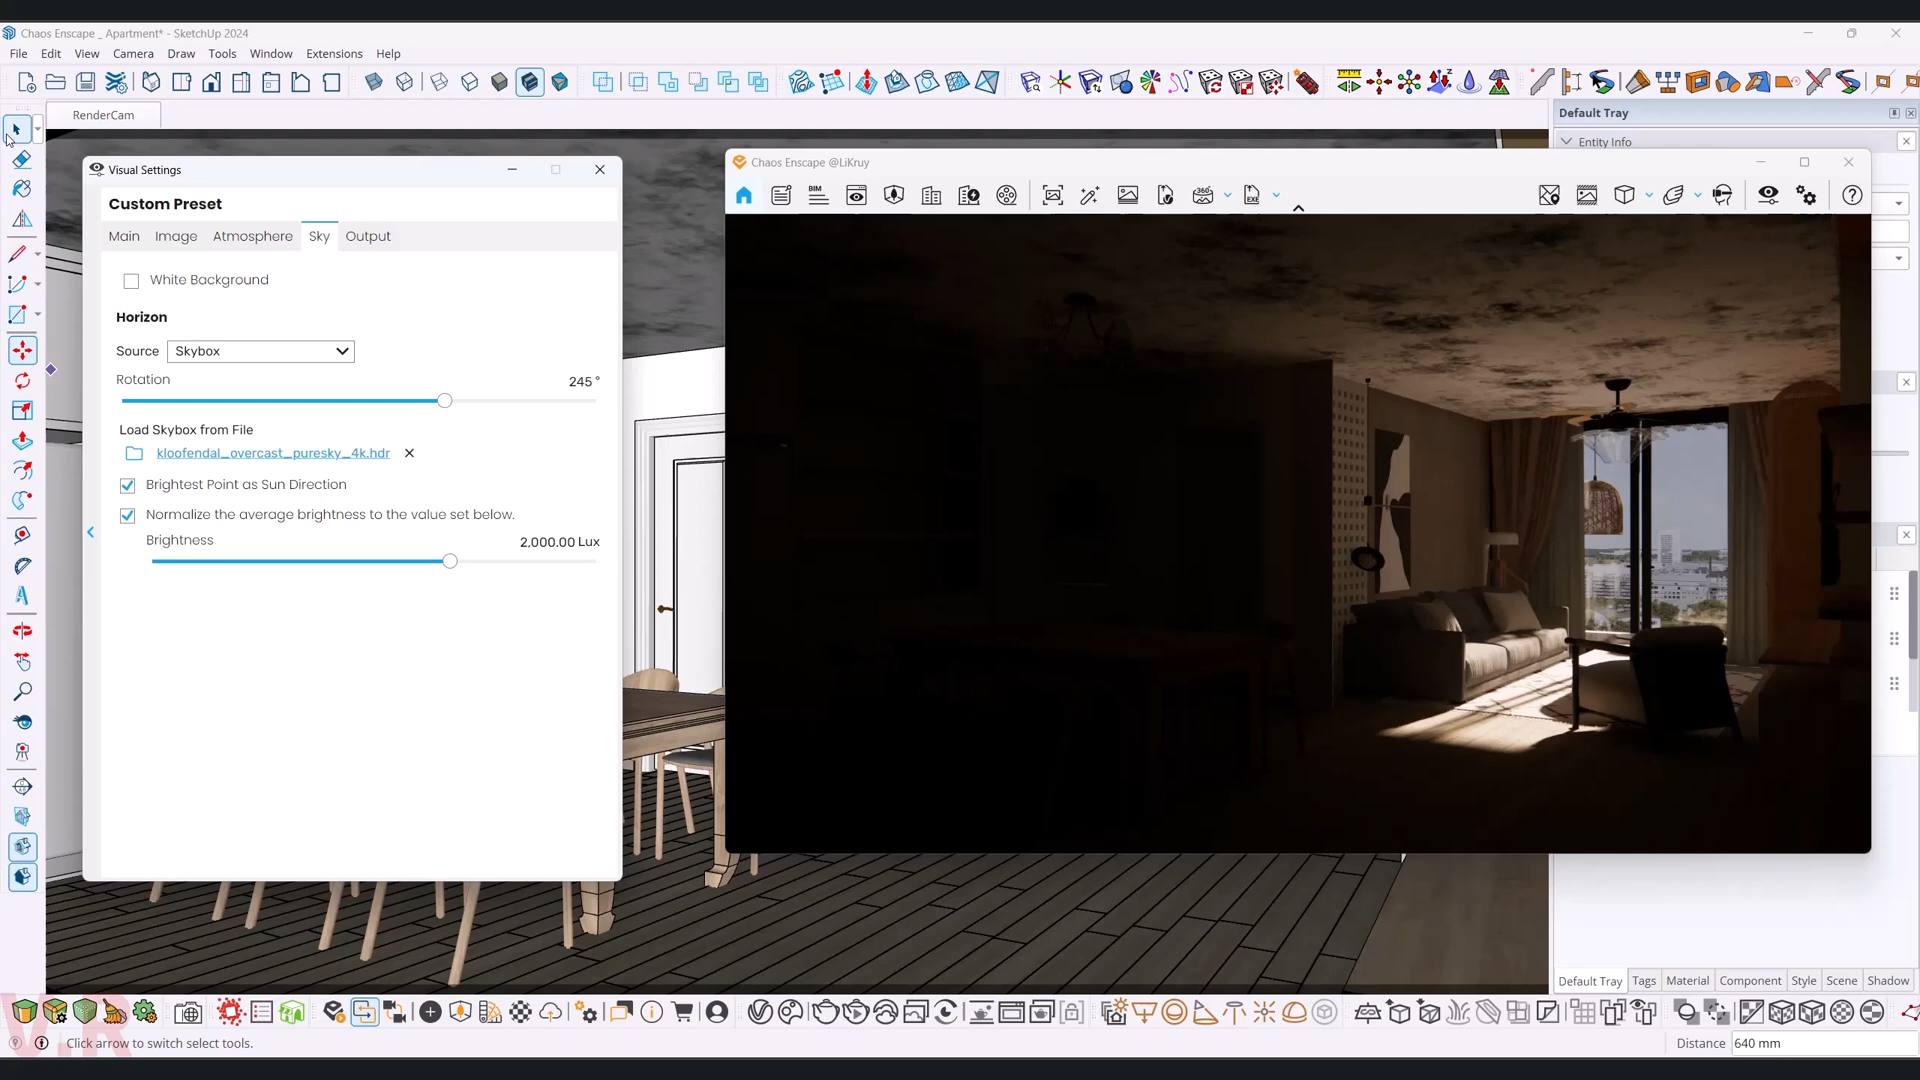 Chaos Enscape _ Apartment* - SketchUp 2024
File Edit View Camera Draw Tools Window Extensions Help
RenderCam
Default Tray
Entity Info
Visual Settings
Custom Preset
Main Image Atmosphere Sky Output
White Background
Horizon
Source Skybox
Rotation 245 °
Load Skybox from File
kloofendal_overcast_puresky_4k.hdr
Brightest Point as Sun Direction
Normalize the average brightness to the value set below.
Brightness 2,000.00 Lux
Chaos Enscape @LiKruy
BIM
360°
EXE
Default Tray Tags Material Component Style Scene Shadow
V.R
Click arrow to switch select tools.
Distance 640 mm